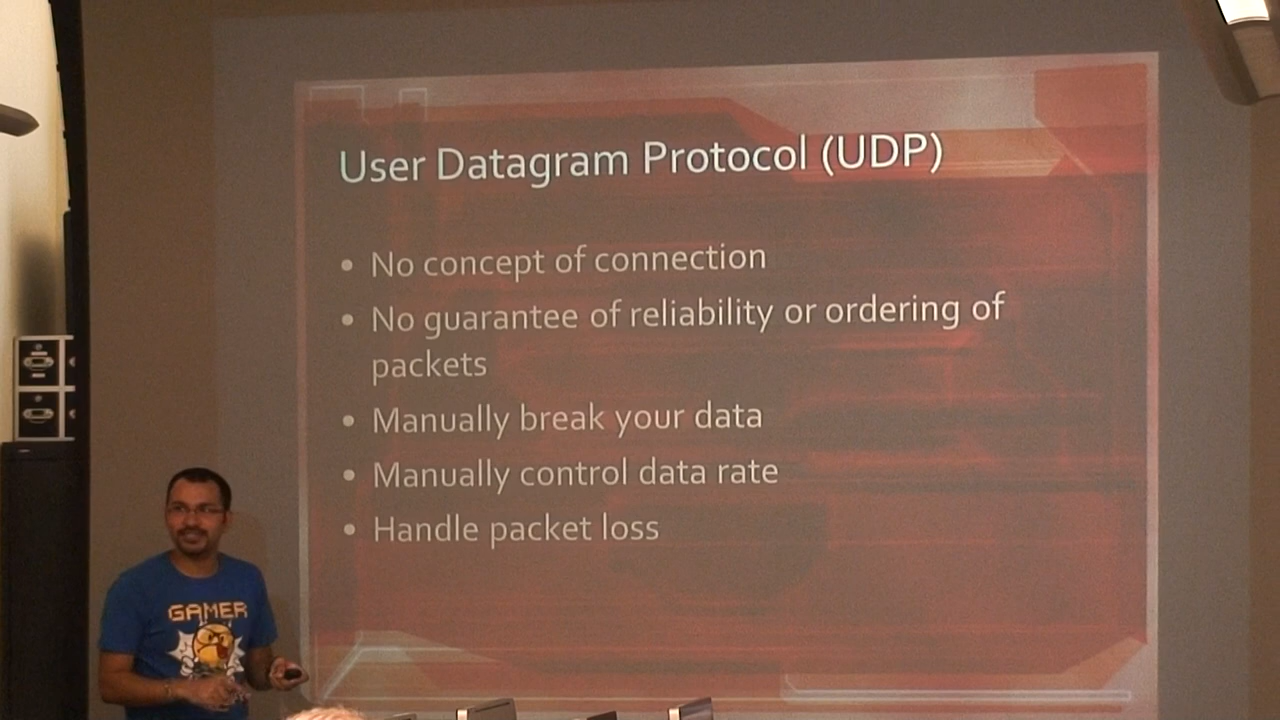 User Datagram Protocol (UDP)
• No concept of connection
• No guarantee of reliability or ordering of
packets
• Manually break your data
• Manually control data rate
• Handle packet loss
GAMER